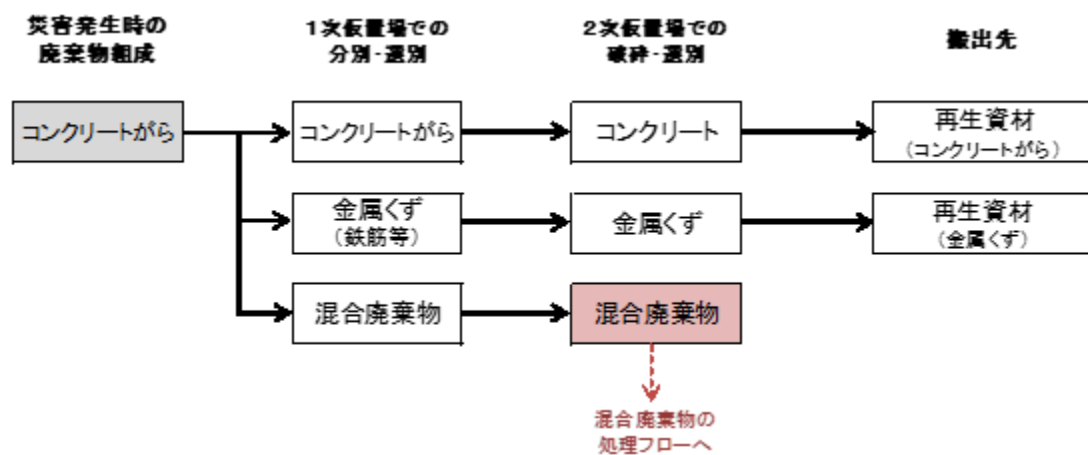 災害発生時の
廃棄物組成
1次仮置場での
分別・選別
2次仮置場での
破砕・選別
搬出先
コンクリートがら
コンクリートがら
コンクリート
再生資材
(コンクリートがら)
金属くず
(鉄筋等)
金属くず
再生資材
(金属くず)
混合廃棄物
混合廃棄物
混合廃棄物の
処理フローへ